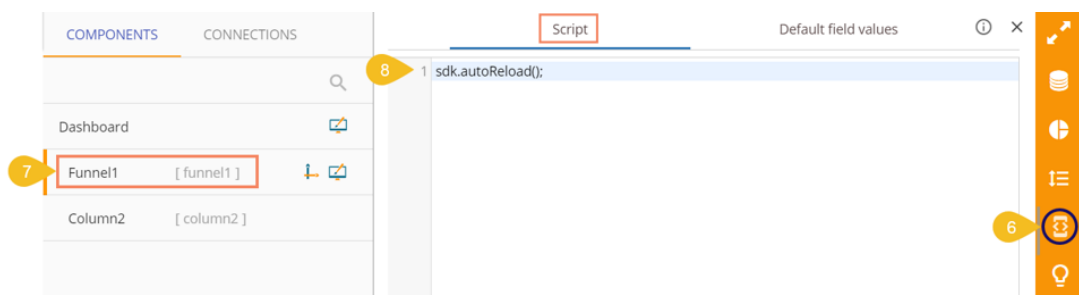 COMPONENTS CONNECTIONS
Script Default field values
8 1 sdk.autoReload();
Dashboard
7 Funnel1 [ funnel1 ]
Column2 [ column2 ]
6